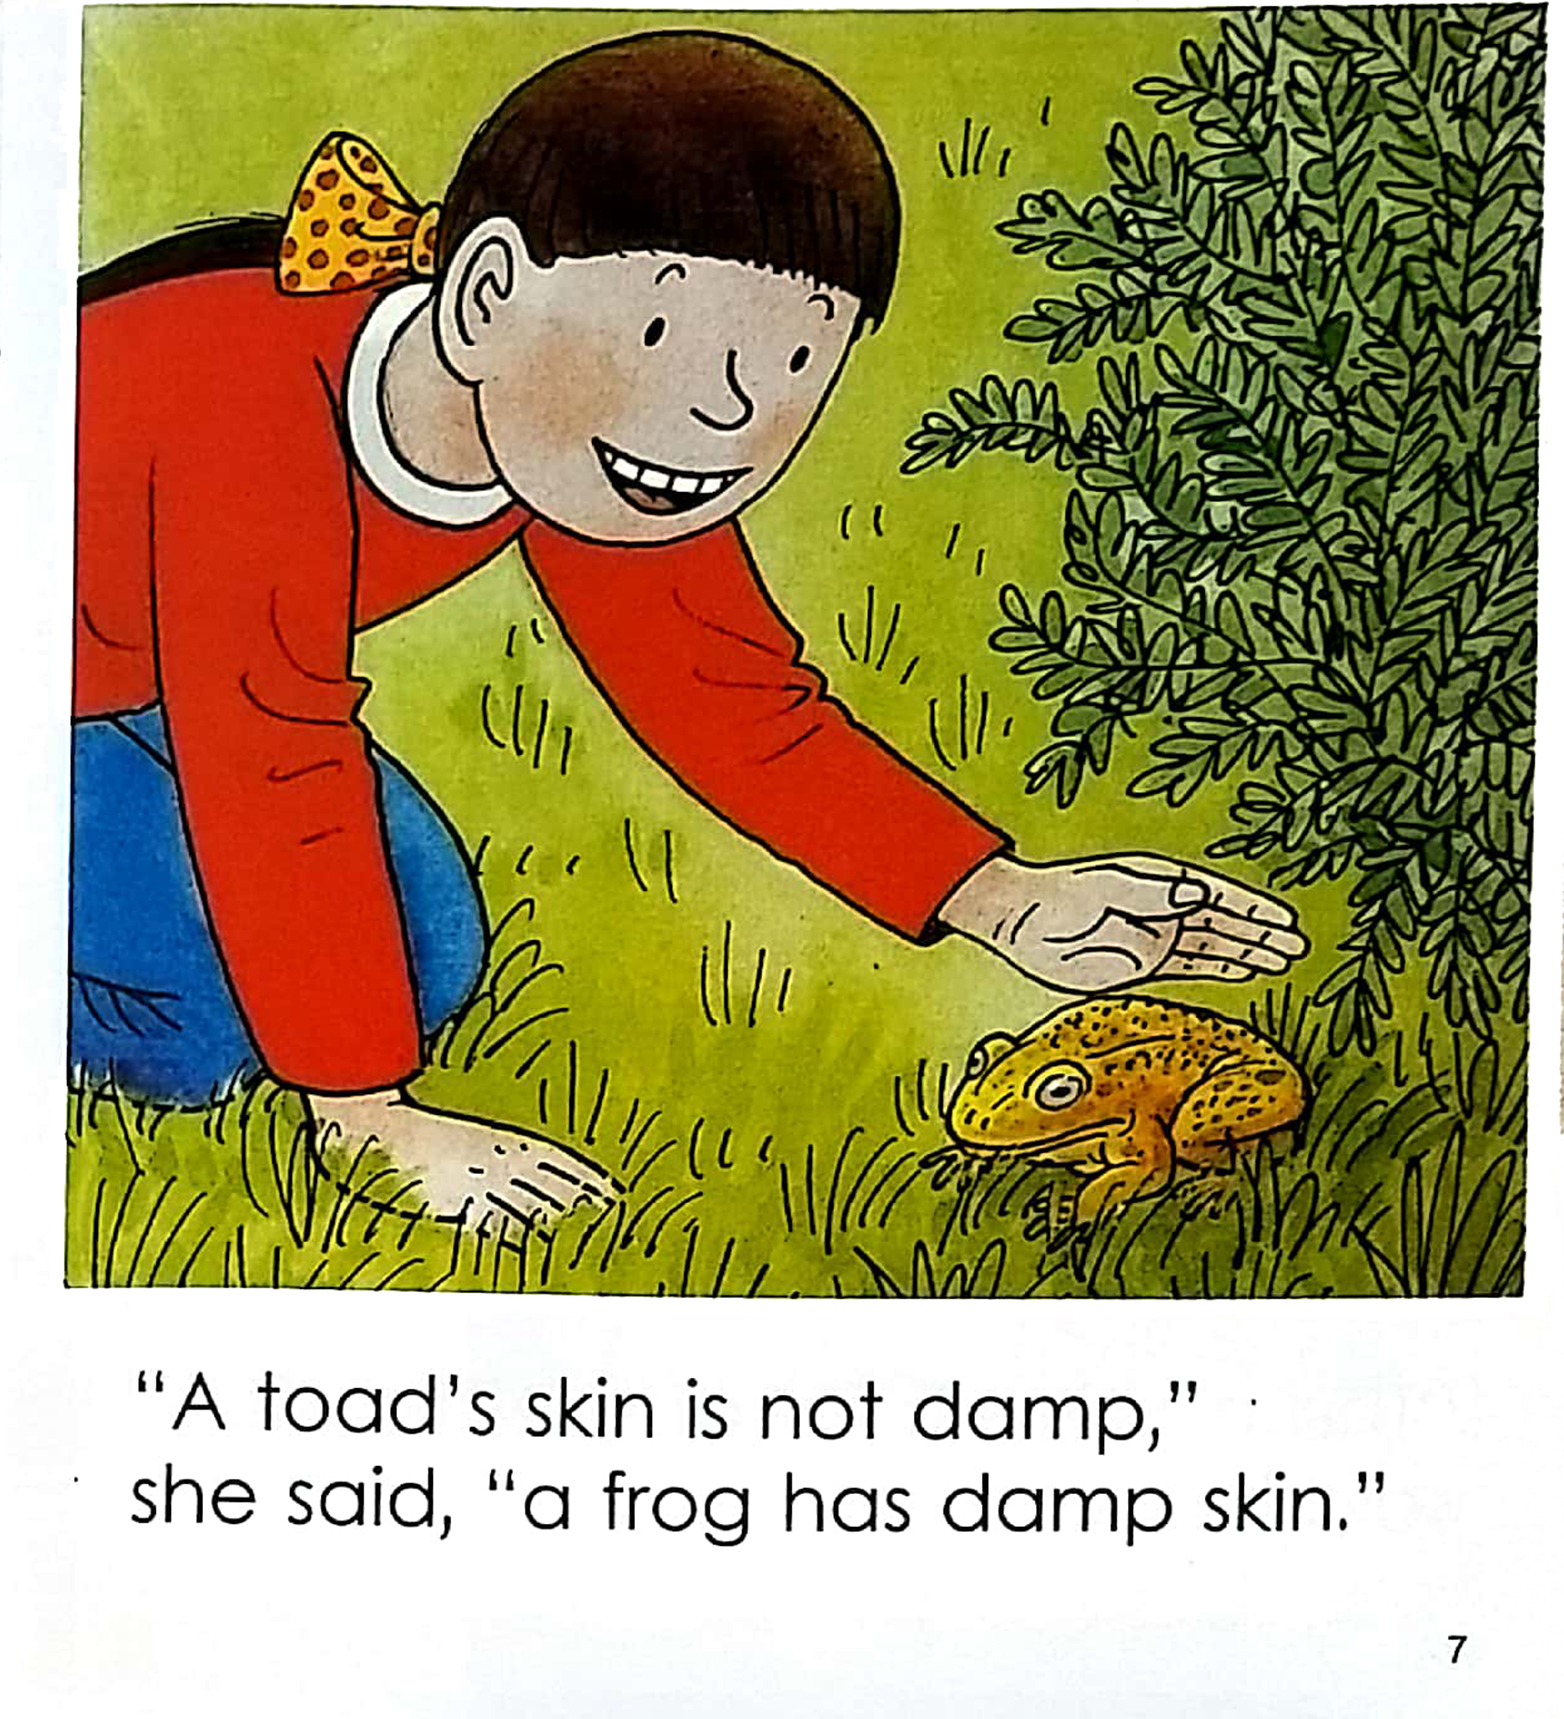 “A toad’s skin is not damp,”
she said, “a frog has damp skin.”
7